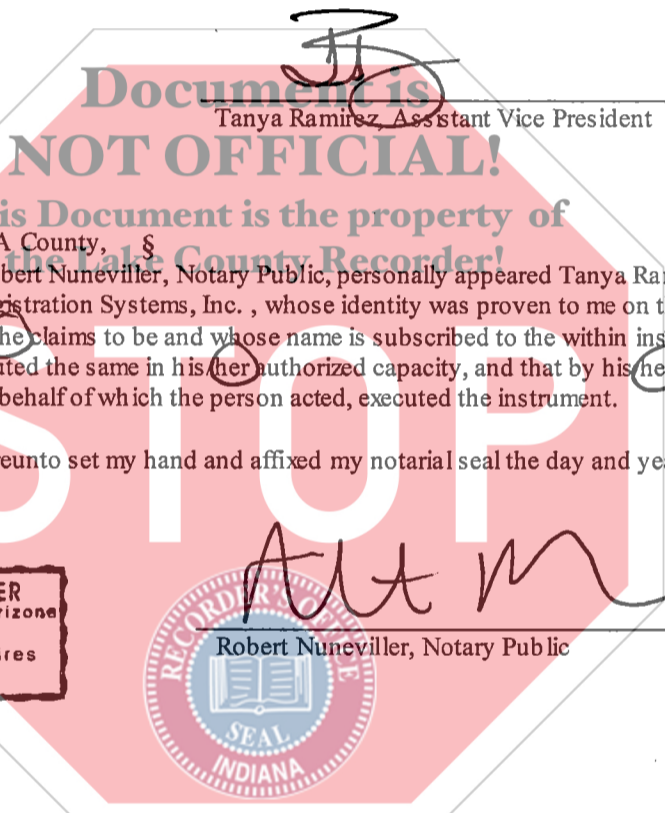 Document is
Tanya Ramirez, Assistant Vice President
NOT OFFICIAL!
is Document is the property of
A County, §
the Lake County Recorder!
bert Nuneviller, Notary Public, personally appeared Tanya Ra
gistration Systems, Inc. , whose identity was proven to me on t
he claims to be and whose name is subscribed to the within ins
ted the same in his/her authorized capacity, and that by his/he
behalf of which the person acted, executed the instrument.
STOP
reunto set my hand and affixed my notarial seal the day and ye
ER
rizona
res
Robert Nuneviller, Notary Public
RECORDER'S OFFICE
SEAL
INDIANA